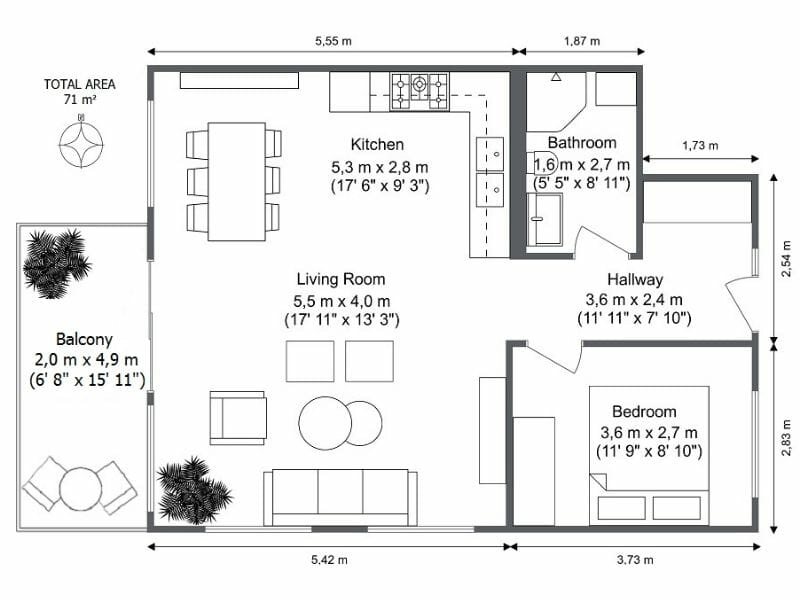 5,55 m
1,87 m
TOTAL AREA
71 m²
N
Kitchen
5,3 m x 2,8 m
(17' 6" x 9' 3")
Bathroom
1,6 m x 2,7 m
(5' 5" x 8' 11")
1,73 m
2,54 m
Living Room
5,5 m x 4,0 m
(17' 11" x 13' 3")
Hallway
3,6 m x 2,4 m
(11' 11" x 7' 10")
Balcony
2,0 m x 4,9 m
(6' 8" x 15' 11")
Bedroom
3,6 m x 2,7 m
(11' 9" x 8' 10")
2,83 m
5,42 m
3,73 m